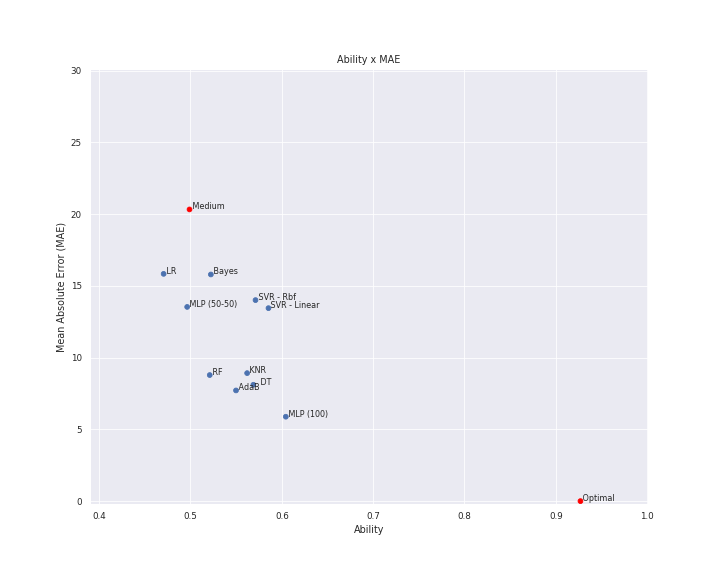 Ability x MAE
30
25
20
15
10
5
0
Mean Absolute Error (MAE)
Medium
LR
Bayes
SVR - Rbf
MLP (50-50)
SVR - Linear
RF
KNR
DT
AdaB
MLP (100)
Optimal
0.4
0.5
0.6
0.7
0.8
0.9
1.0
Ability